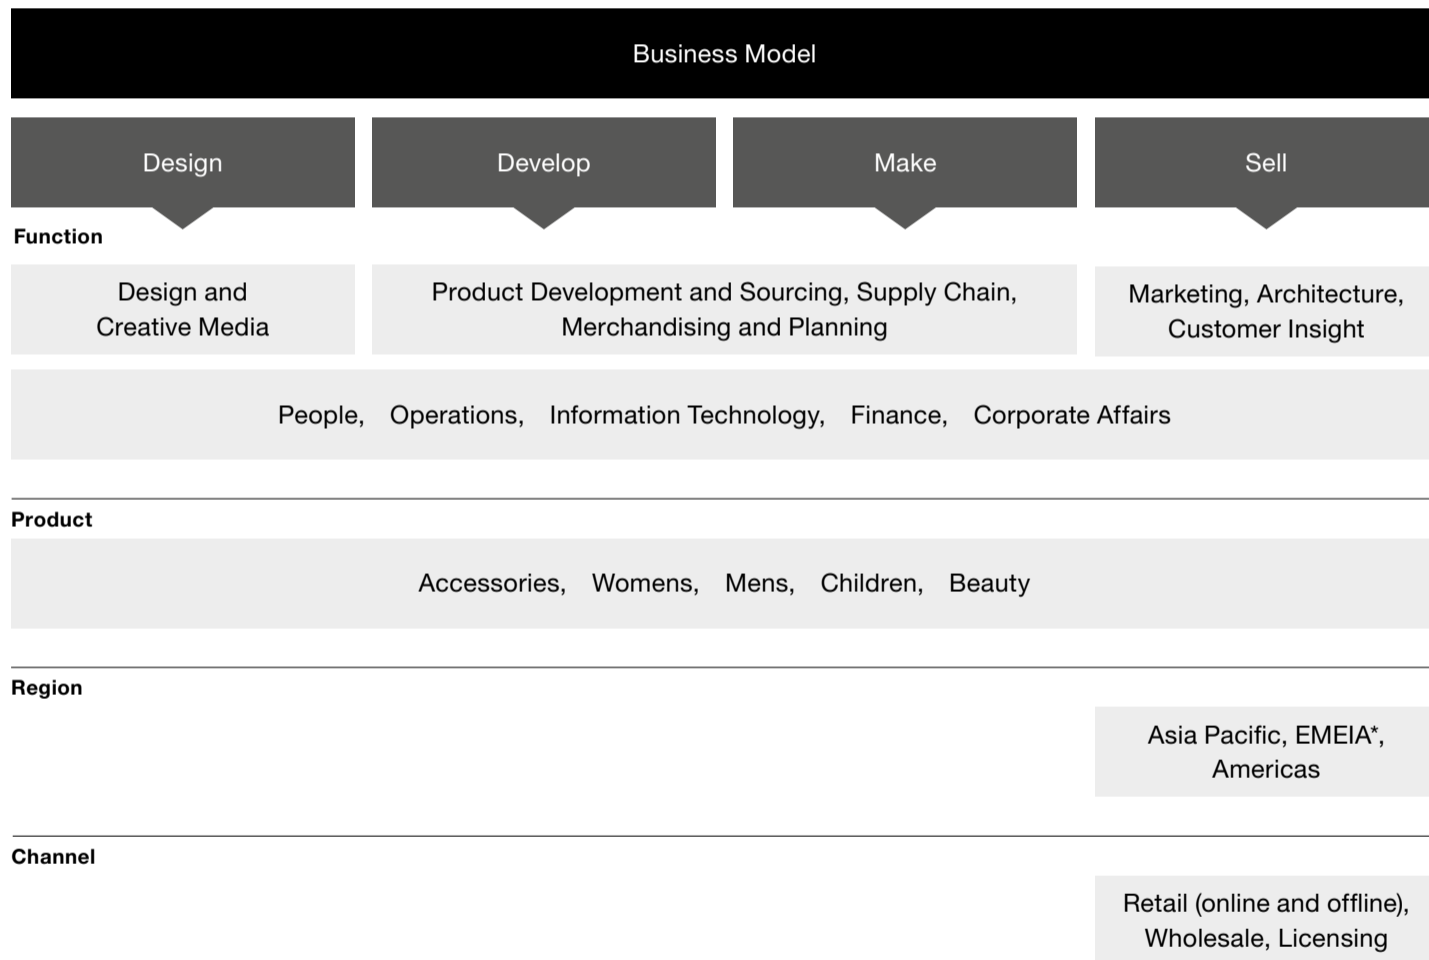 Business Model
Design
Develop
Make
Sell
Function
Design and
Creative Media
Product Development and Sourcing, Supply Chain,
Merchandising and Planning
Marketing, Architecture,
Customer Insight
People, Operations, Information Technology, Finance, Corporate Affairs
Product
Accessories, Womens, Mens, Children, Beauty
Region
Asia Pacific, EMEIA*,
Americas
Channel
Retail (online and offline),
Wholesale, Licensing